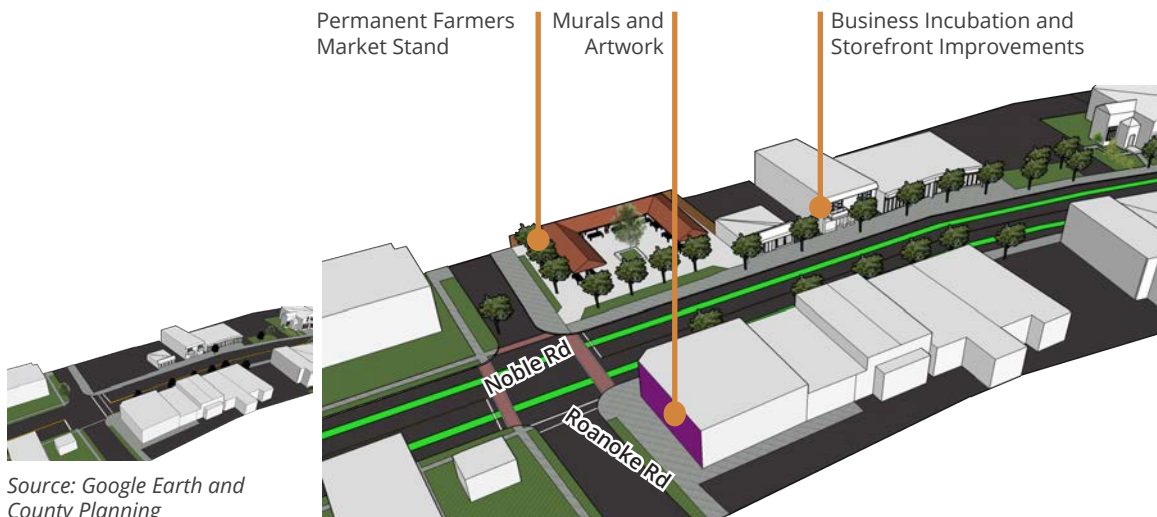 Permanent Farmers
Market Stand
Murals and
Artwork
Business Incubation and
Storefront Improvements
Noble Rd
Roanoke Rd
Source: Google Earth and
County Planning